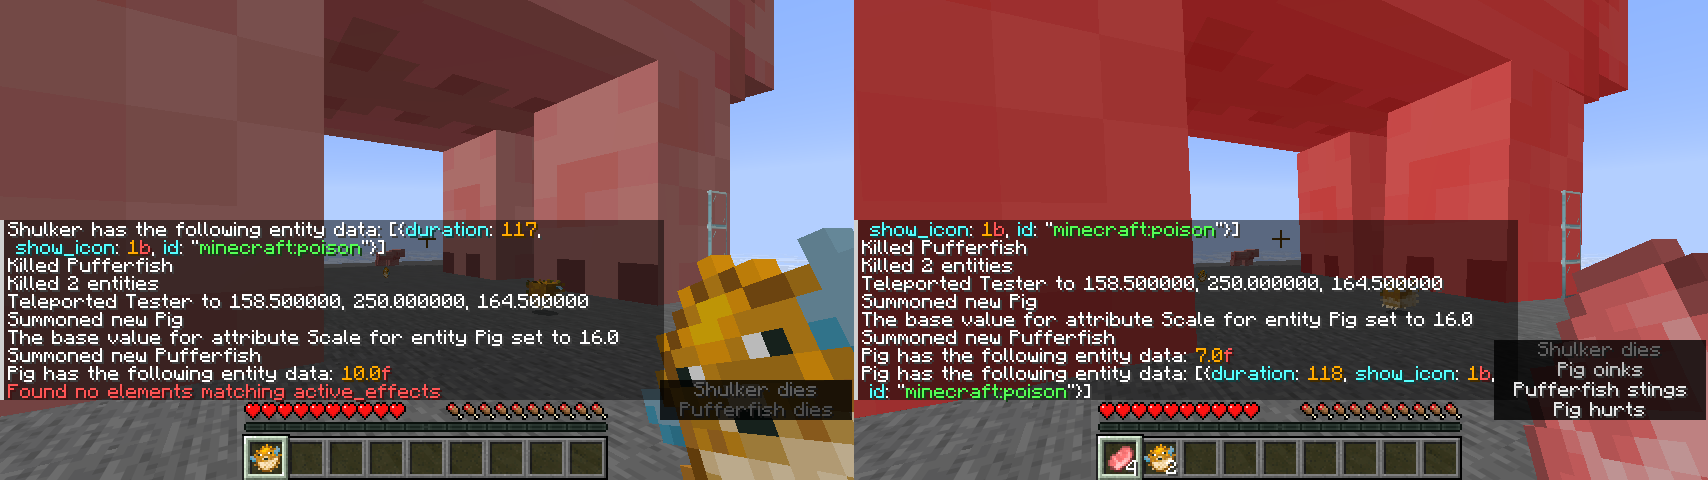 Shulker has the following entity data: [{duration: 117,
show_icon: 1b, id: "minecraft:poison"}]
Killed Pufferfish
Killed 2 entities
Teleported Tester to 158.500000, 250.000000, 164.500000
Summoned new Pig
The base value for attribute Scale for entity Pig set to 16.0
Summoned new Pufferfish
Pig has the following entity data: 10.0f
Found no elements matching active_effects
Shulker dies
Pufferfish dies
show_icon: 1b, id: "minecraft:poison"}]
Killed Pufferfish
Killed 2 entities
Teleported Tester to 158.500000, 250.000000, 164.500000
Summoned new Pig
The base value for attribute Scale for entity Pig set to 16.0
Summoned new Pufferfish
Pig has the following entity data: 7.0f
Pig has the following entity data: [{duration: 118, show_icon: 1b,
id: "minecraft:poison"}]
Shulker dies
Pig oinks
Pufferfish stings
Pig hurts
4
2